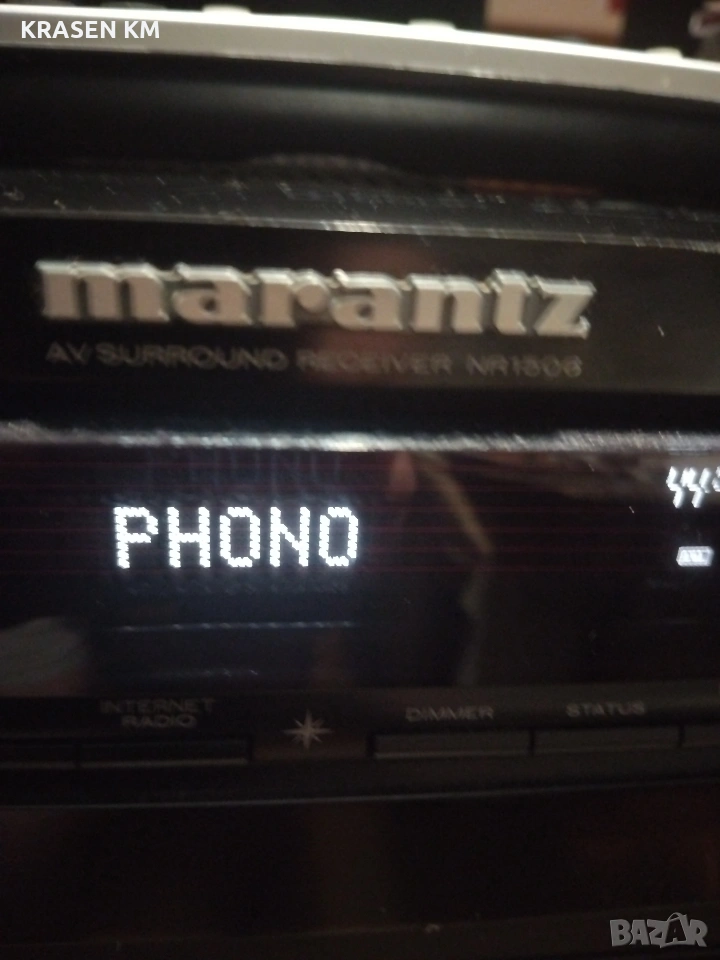 KRASEN KM
marantz
AV SURROUND RECEIVER NR1506
PHONO
INTERNET
RADIO
DIMMER
STATUS
BAZAR